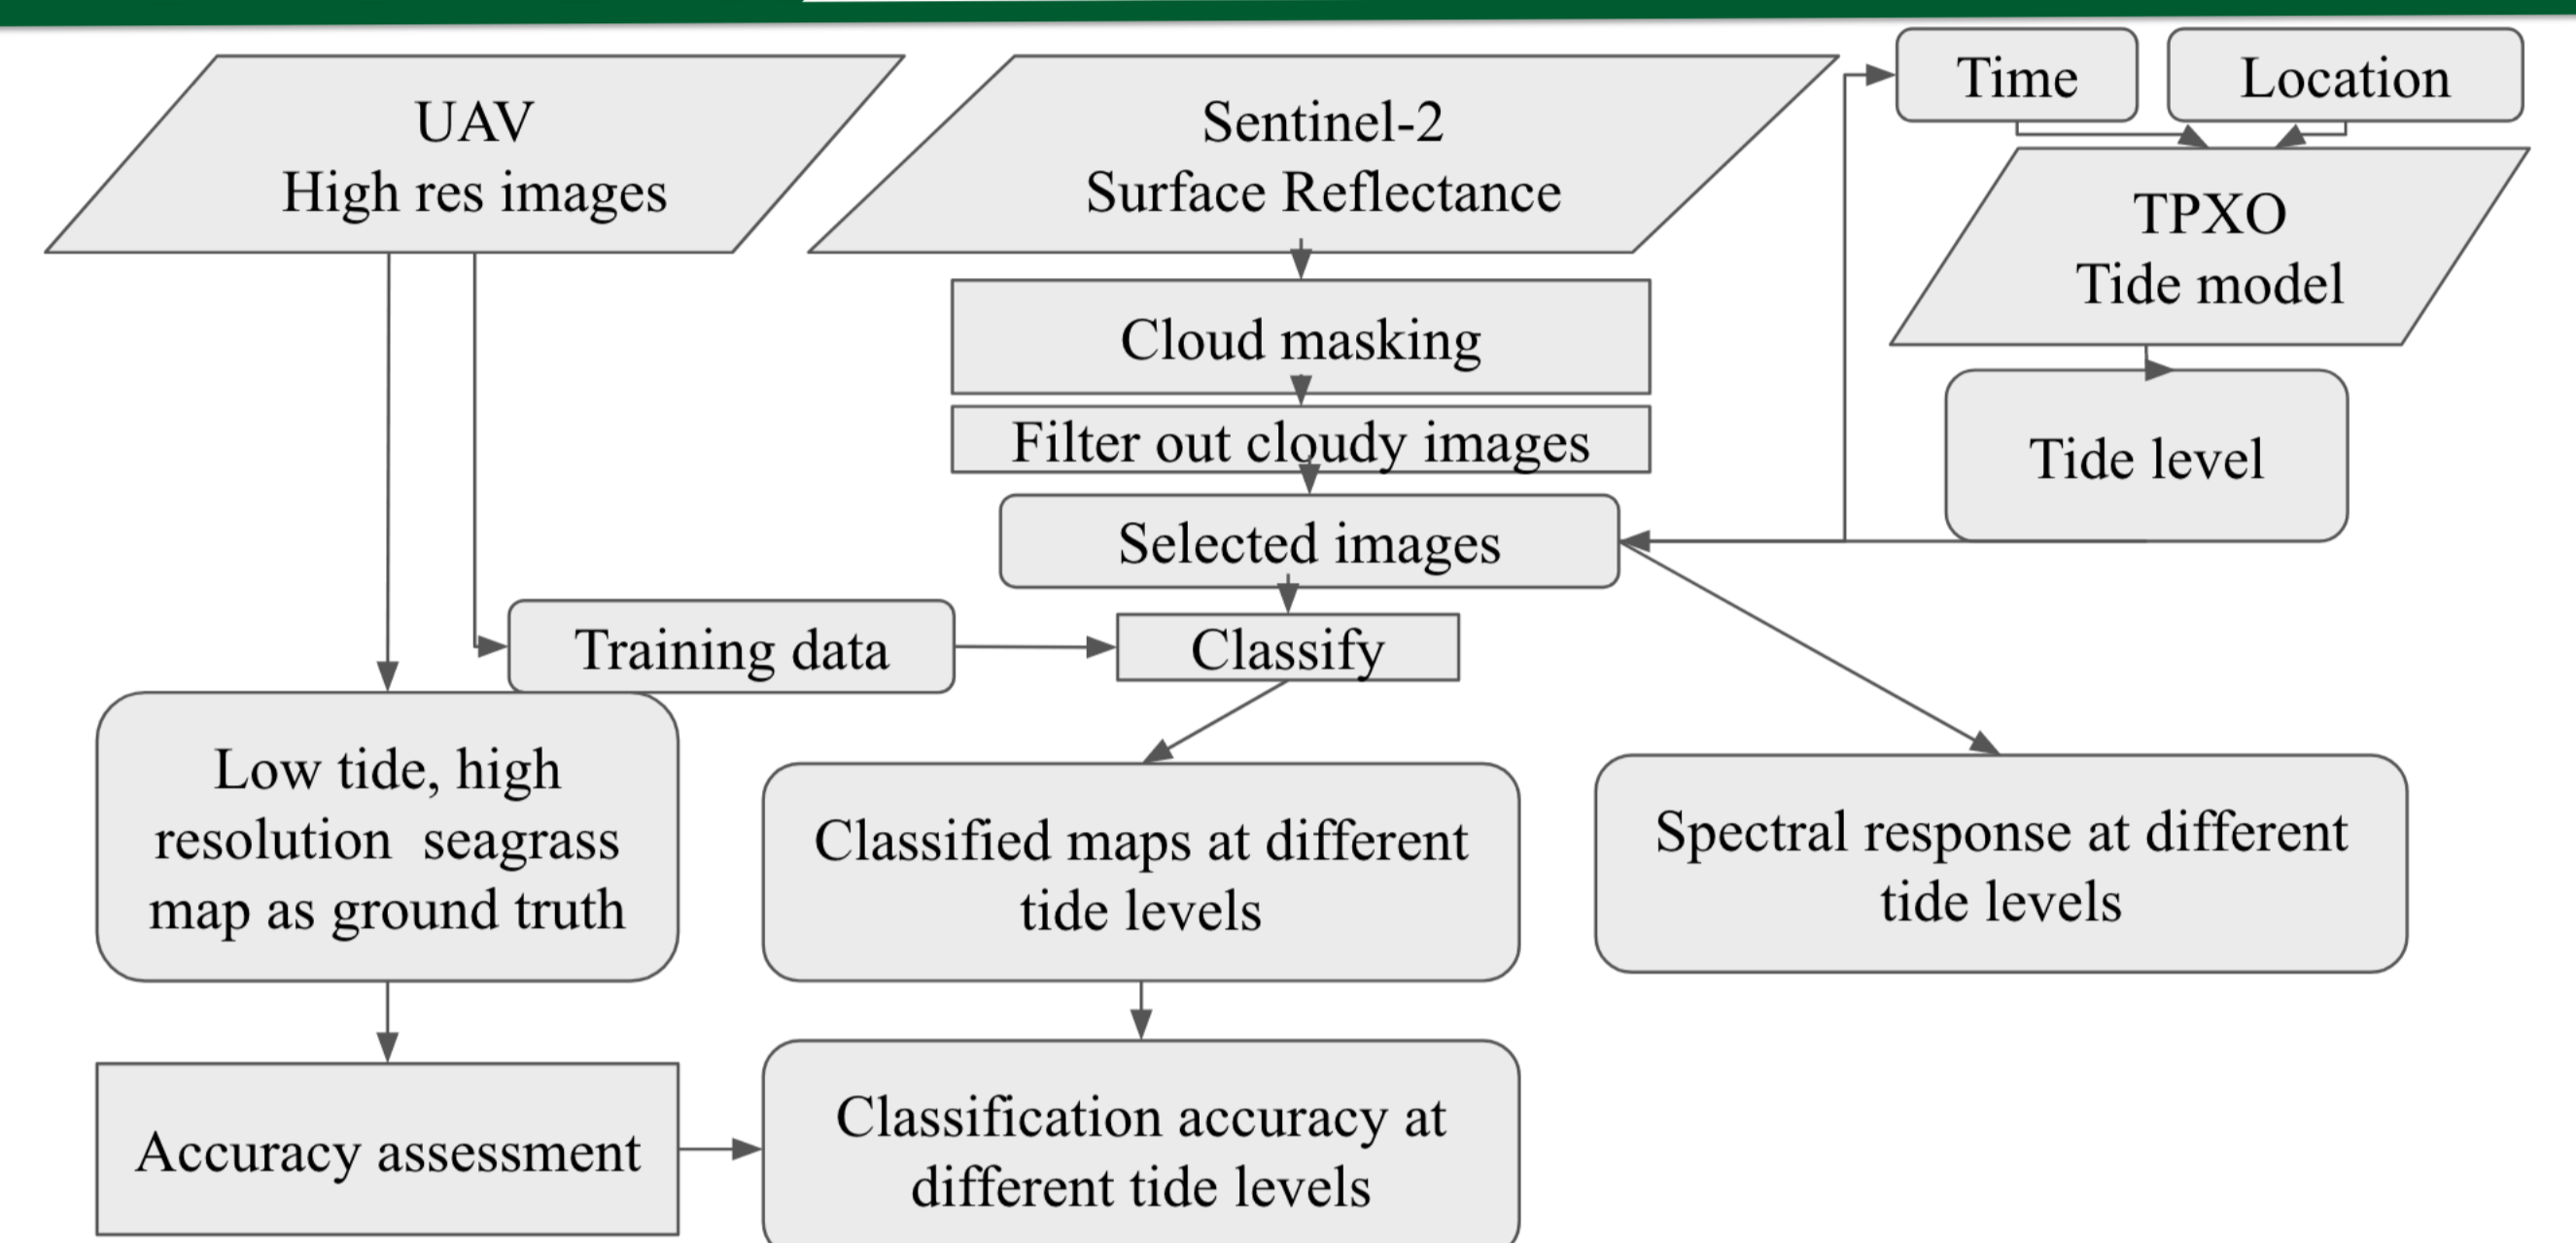 UAV
High res images
Sentinel-2
Surface Reflectance
Time
Location
TPXO
Tide model
Cloud masking
Filter out cloudy images
Tide level
Selected images
Training data
Classify
Low tide, high
resolution  seagrass
map as ground truth
Classified maps at different
tide levels
Spectral response at different
tide levels
Accuracy assessment
Classification accuracy at
different tide levels